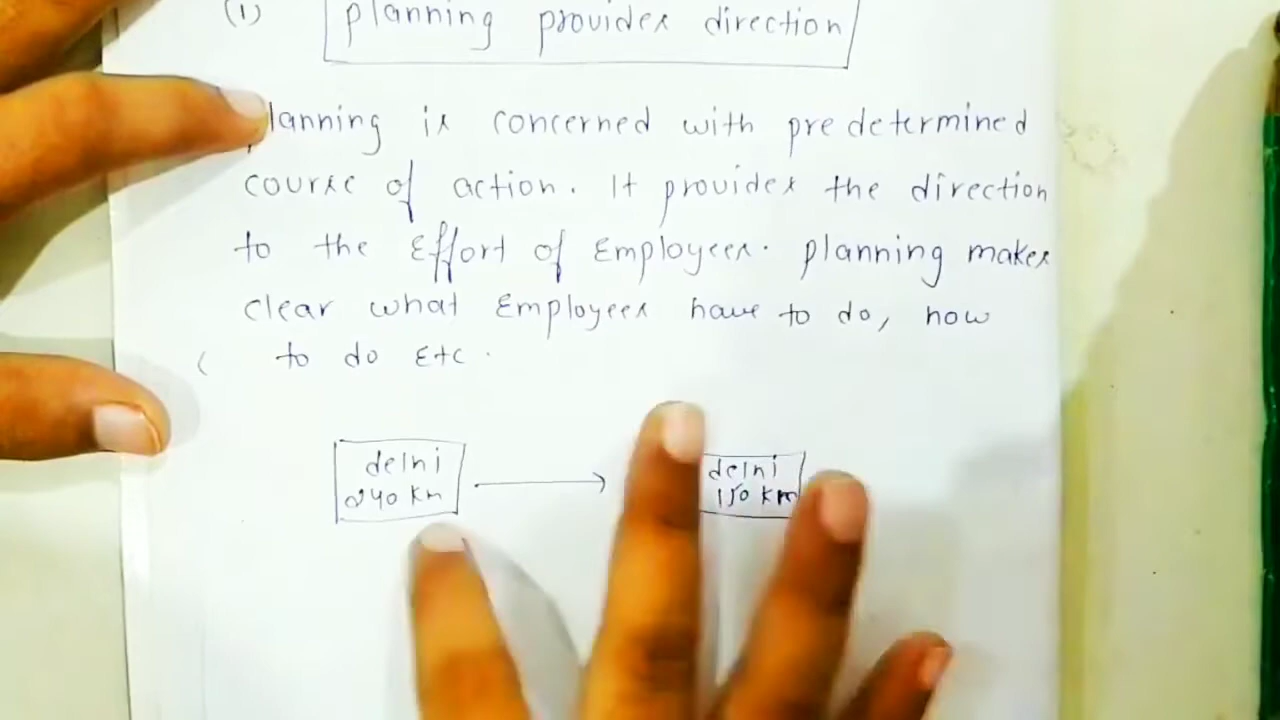 (1) planning provides direction
planning is concerned with predetermined
course of action. It provides the direction
to the Effort of Employees. planning makes
clear what Employees have to do, how
to do Etc.
delhi
240 km
delhi
150 km